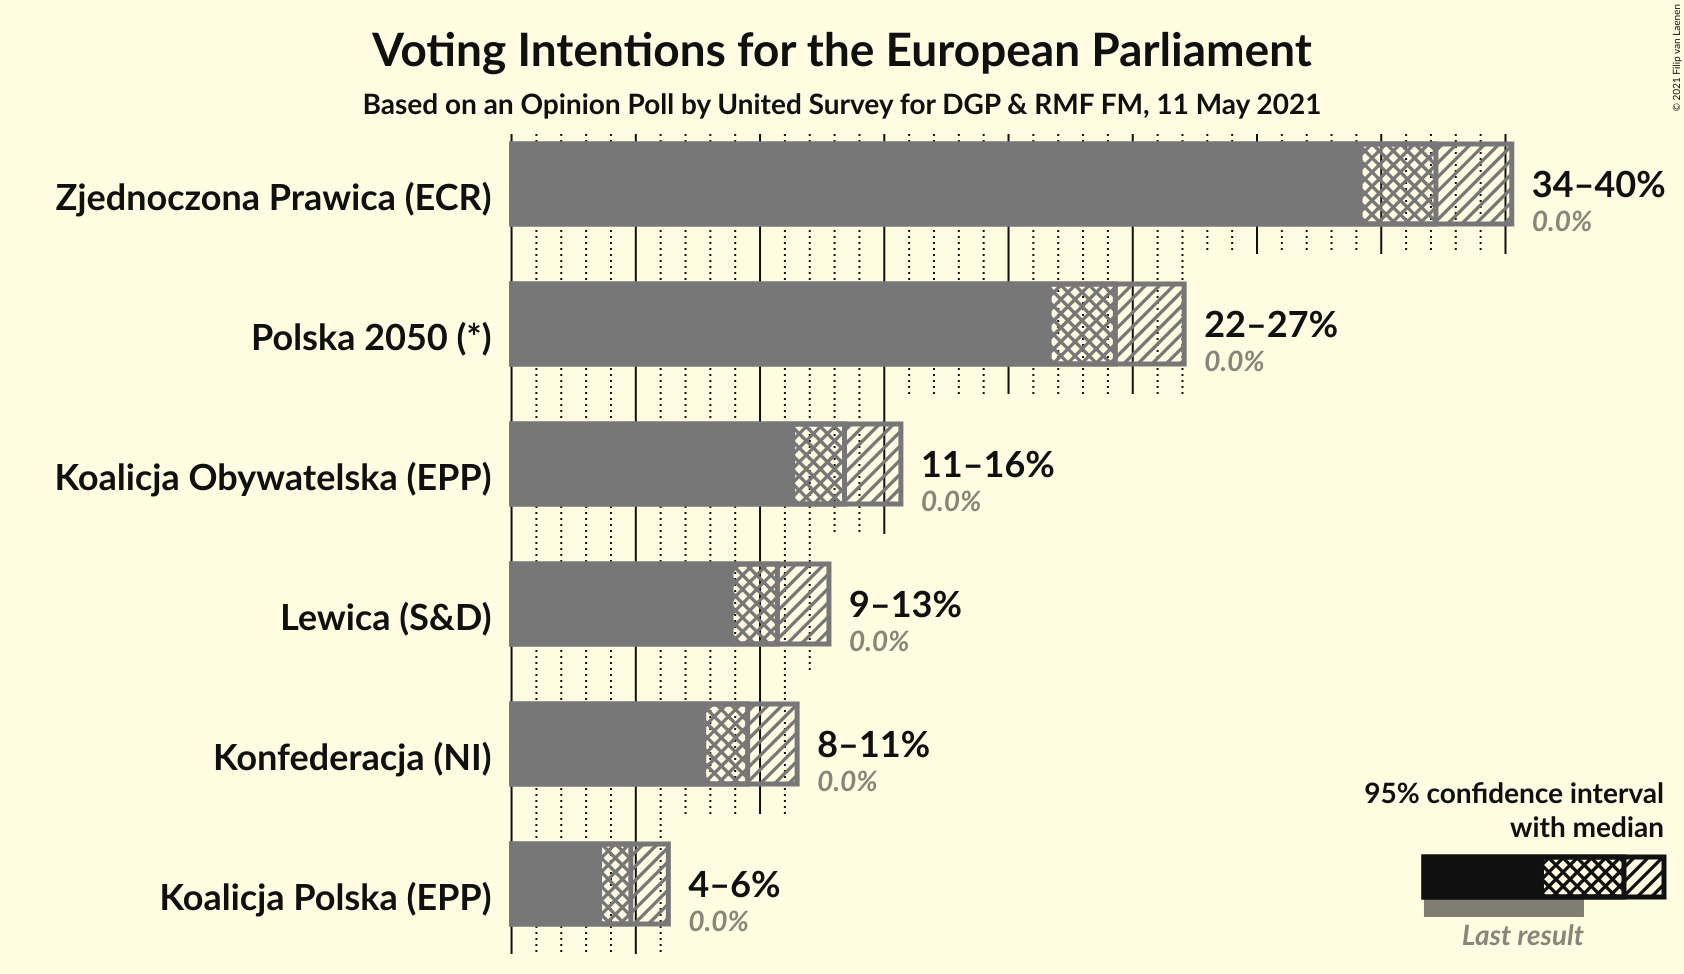 Voting Intentions for the European Parliament
Based on an Opinion Poll by United Survey for DGP & RMF FM, 11 May 2021
© 2021 Filip van Laenen
Zjednoczona Prawica (ECR)
34–40%
0.0%
Polska 2050 (*)
22–27%
0.0%
Koalicja Obywatelska (EPP)
11–16%
0.0%
Lewica (S&D)
9–13%
0.0%
Konfederacja (NI)
8–11%
0.0%
Koalicja Polska (EPP)
4–6%
0.0%
95% confidence interval
with median
Last result